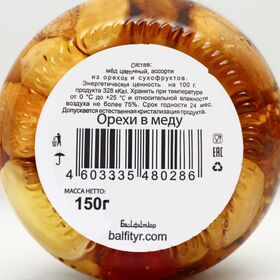 Состав:
мёд цветочный, ассорти
из орехов и сухофруктов.
Энергетическая ценность на 100 г.
продукта 328 кКал. Хранить при температуре
от 0 °С до +25 °С и относительной влажности
воздуха не более 75%. Срок годности 24 мес.
Допускается естественная кристализация продукта.
Орехи в меду
4 603335 480286
МАССА НЕТТО:
150г
Балфитюр
balfityr.com